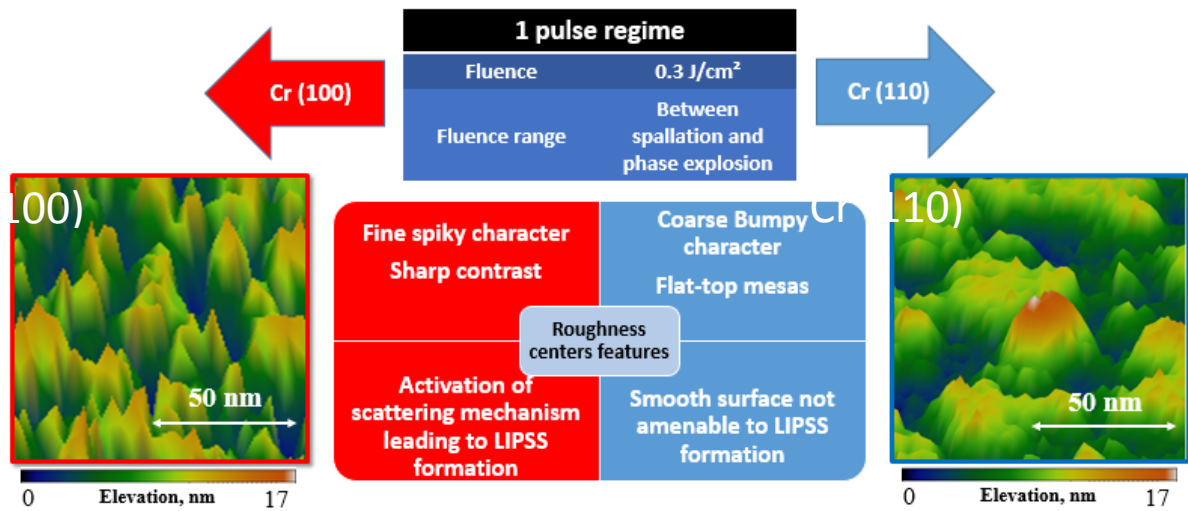 1 pulse regime
Cr (100)
Fluence
0.3 J/cm²
Cr (110)
Fluence range
Between
spallation and
phase explosion
100)
Cr 110)
Fine spiky character
Sharp contrast
Coarse Bumpy
character
Flat-top mesas
Roughness
centers features
Activation of
scattering mechanism
leading to LIPSS
formation
Smooth surface not
amenable to LIPSS
formation
50 nm
50 nm
0
Elevation, nm
17
0
Elevation, nm
17